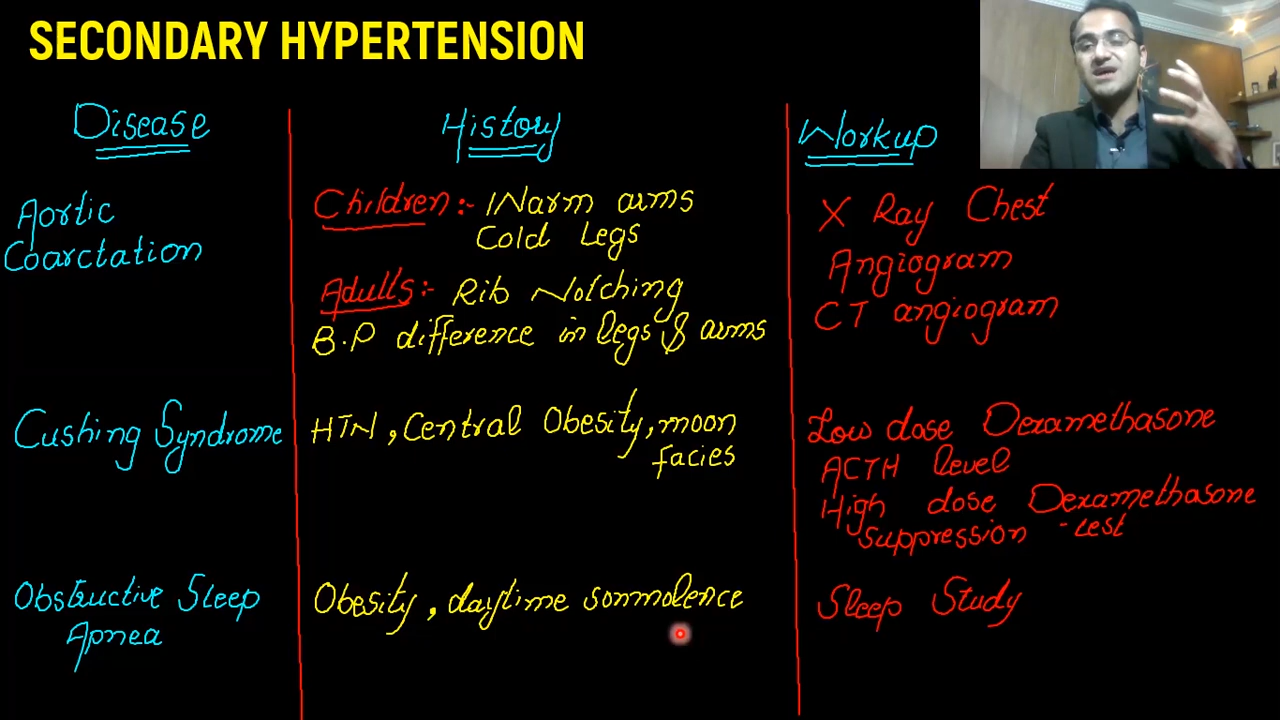 SECONDARY HYPERTENSION
Disease
History
Workup
Aortic
Coarctation
Children :- Warm arms
Cold Legs
Adults :- Rib Notching
B.P difference in legs & arms
X Ray Chest
Angiogram
CT angiogram
Cushing Syndrome
HTN, Central Obesity, moon
facies
Low dose Dexamethasone
ACTH level
High dose Dexamethasone
suppression test
Obstructive Sleep
Apnea
Obesity, daytime sommolence
Sleep Study